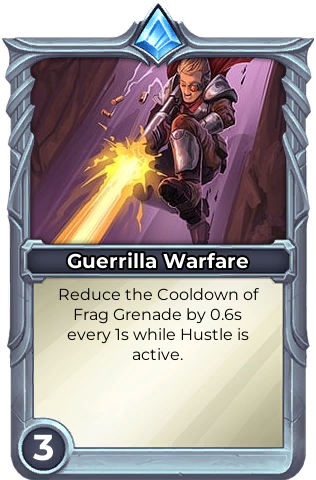 Guerrilla Warfare
Reduce the Cooldown of
Frag Grenade by 0.6s
every 1s while Hustle is
active.
3